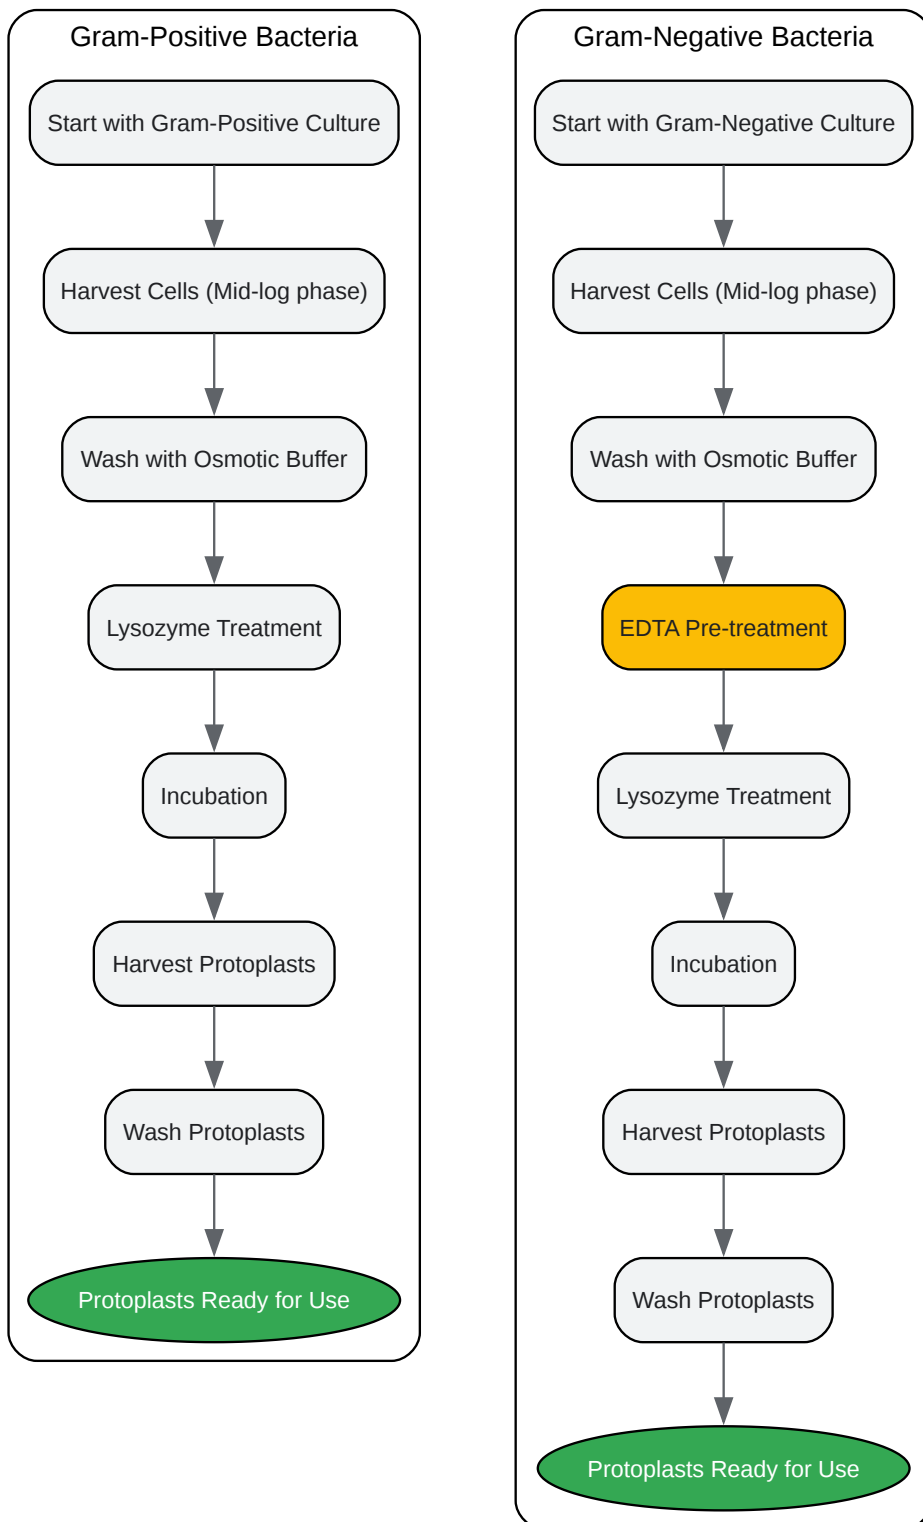 Gram-Positive Bacteria
Start with Gram-Positive Culture
Harvest Cells (Mid-log phase)
Wash with Osmotic Buffer
Lysozyme Treatment
Incubation
Harvest Protoplasts
Wash Protoplasts
Protoplasts Ready for Use
Gram-Negative Bacteria
Start with Gram-Negative Culture
Harvest Cells (Mid-log phase)
Wash with Osmotic Buffer
EDTA Pre-treatment
Lysozyme Treatment
Incubation
Harvest Protoplasts
Wash Protoplasts
Protoplasts Ready for Use